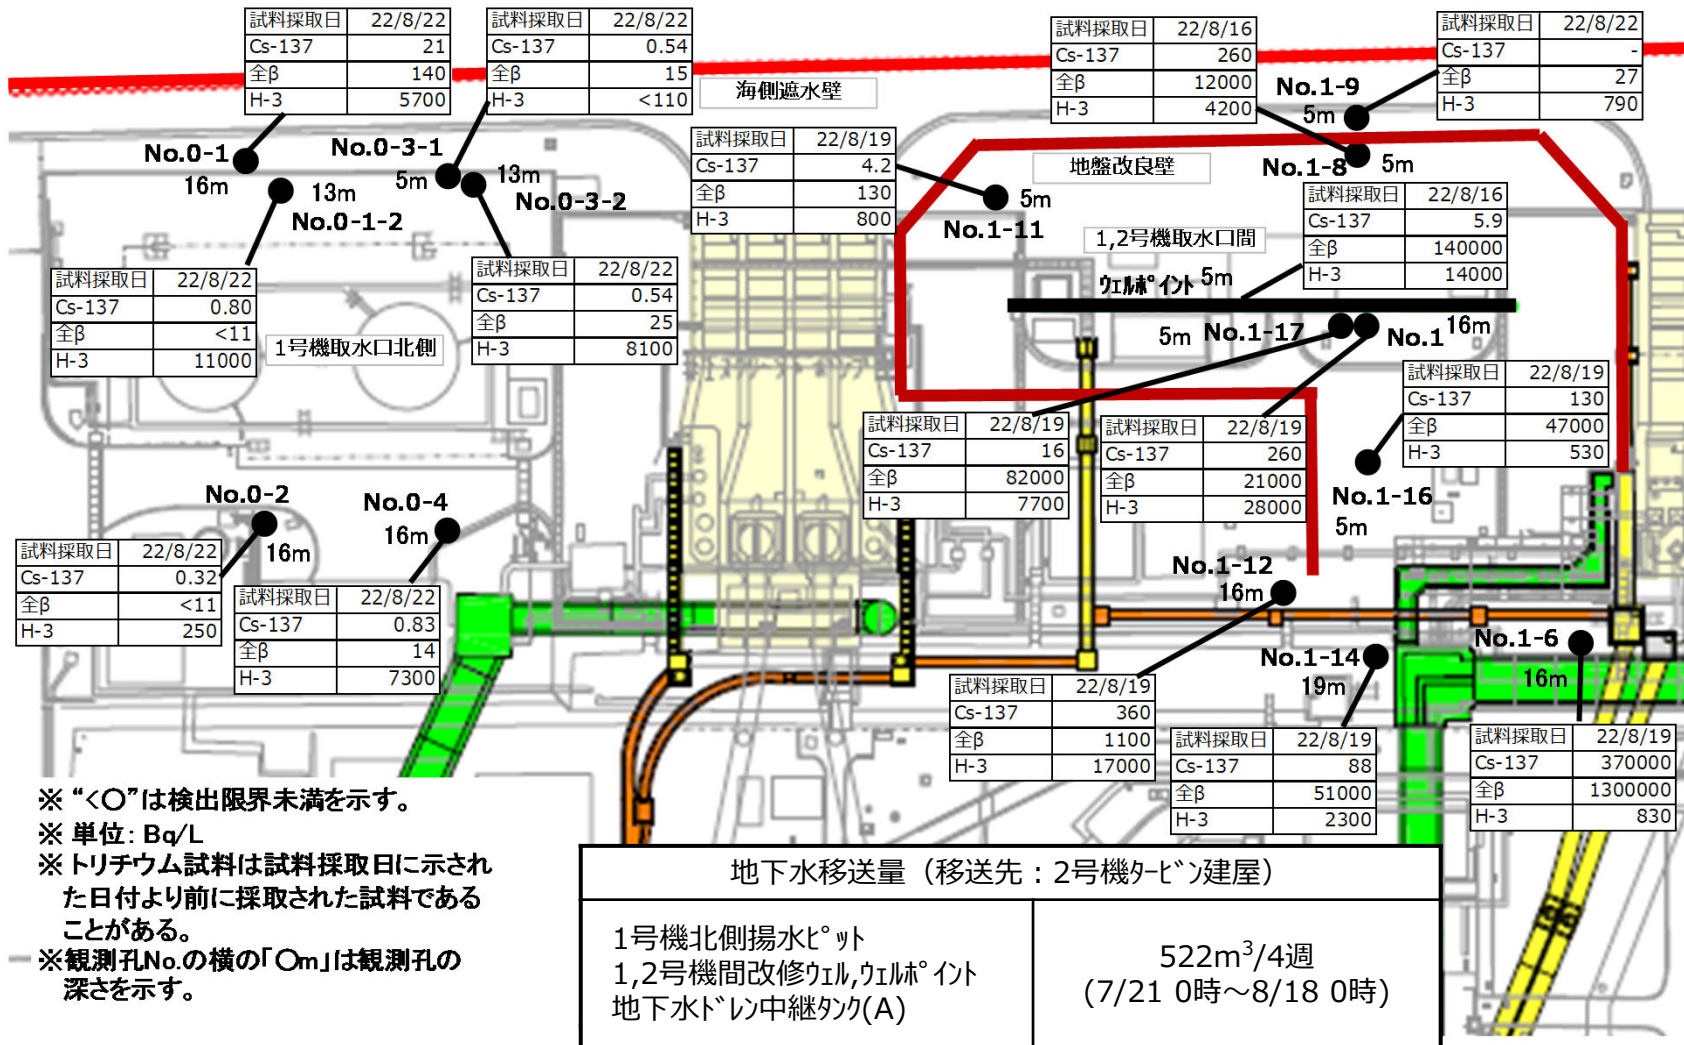 試料採取日 22/8/22
Cs-137 21
全β 140
H-3 5700
試料採取日 22/8/22
Cs-137 0.54
全β 15
H-3 <110
海側遮水壁
試料採取日 22/8/16
Cs-137 260
全β 12000
H-3 4200
試料採取日 22/8/22
Cs-137 -
全β 27
H-3 790
No.0-1
16m
13m
No.0-1-2
No.0-3-1
5m
13m
No.0-3-2
試料採取日 22/8/19
Cs-137 4.2
全β 130
H-3 800
5m
No.1-11
地盤改良壁
No.1-9
5m
No.1-8
5m
試料採取日 22/8/16
Cs-137 5.9
全β 140000
H-3 14000
1,2号機取水口間
ウェルポイント 5m
試料採取日 22/8/22
Cs-137 0.80
全β <11
H-3 11000
1号機取水口北側
試料採取日 22/8/22
Cs-137 0.54
全β 25
H-3 8100
5m No.1-17
No.1 16m
試料採取日 22/8/19
Cs-137 130
全β 47000
H-3 530
試料採取日 22/8/19
Cs-137 16
全β 82000
H-3 7700
試料採取日 22/8/19
Cs-137 260
全β 21000
H-3 28000
No.1-16
5m
No.0-2
16m
No.0-4
16m
試料採取日 22/8/22
Cs-137 0.32
全β <11
H-3 250
試料採取日 22/8/22
Cs-137 0.83
全β 14
H-3 7300
No.1-12
16m
No.1-14
19m
No.1-6
16m
試料採取日 22/8/19
Cs-137 360
全β 1100
H-3 17000
試料採取日 22/8/19
Cs-137 88
全β 51000
H-3 2300
試料採取日 22/8/19
Cs-137 370000
全β 1300000
H-3 830
※ “<○”は検出限界未満を示す。
※ 単位: Bq/L
※ トリチウム試料は試料採取日に示され
た日付より前に採取された試料である
ことがある。
※観測孔No.の横の「○m」は観測孔の
深さを示す。
地下水移送量（移送先：2号機タービン建屋）
1号機北側揚水ピット
1,2号機間改修ウェル,ウェルポイント
地下水ドレン中継タンク(A)
522m³/4週
(7/21 0時～8/18 0時)